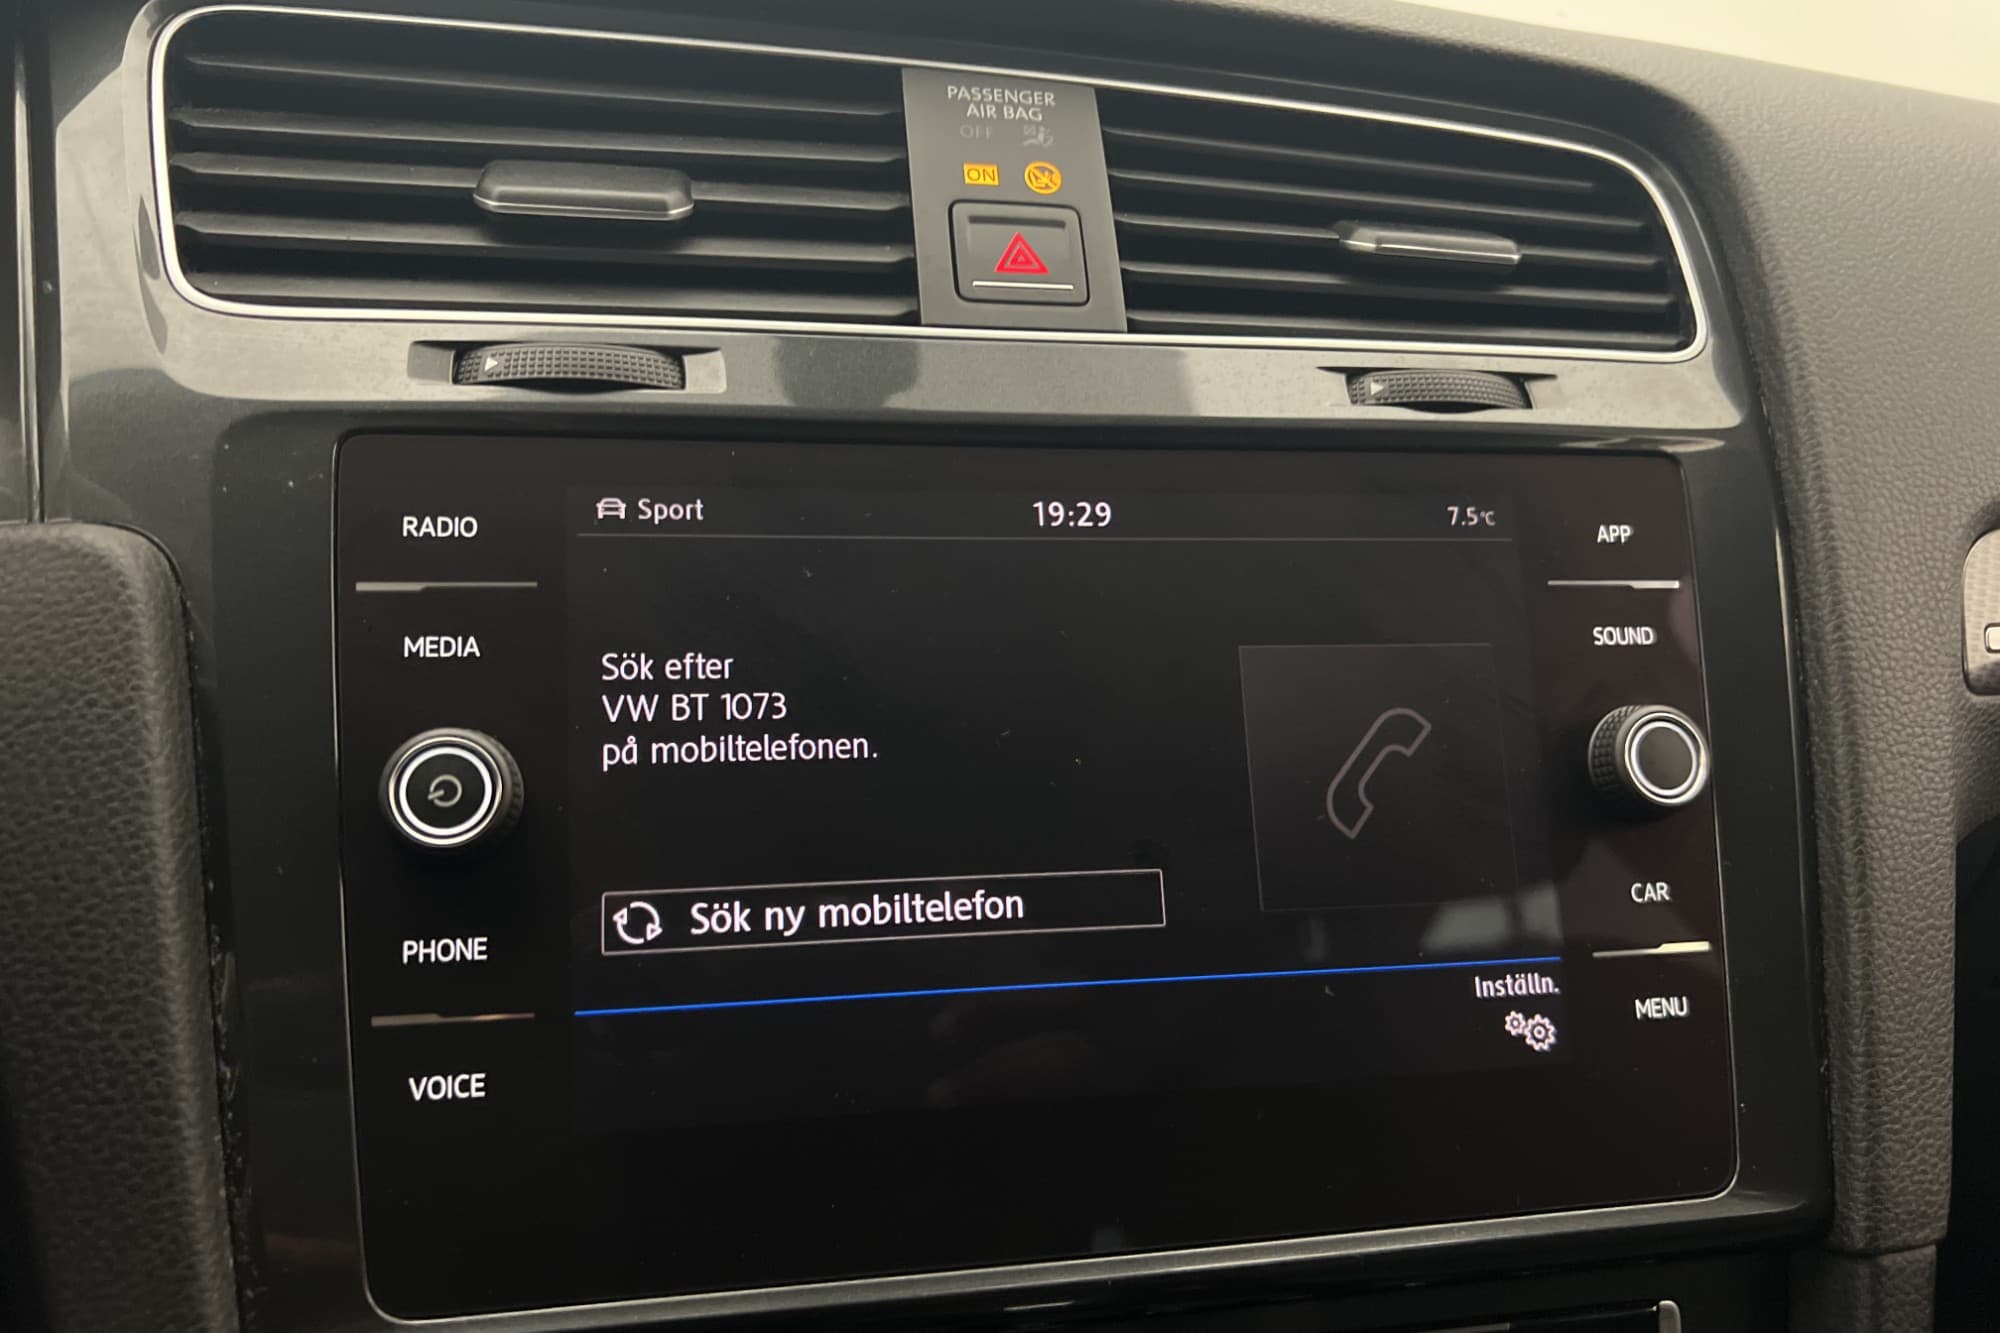 PASSENGER
AIR BAG
OFF
ON
RADIO
MEDIA
PHONE
VOICE
Sport
19:29
7.5°C
Sök efter
VW BT 1073
på mobiltelefonen.
Sök ny mobiltelefon
Inställn.
APP
SOUND
CAR
MENU